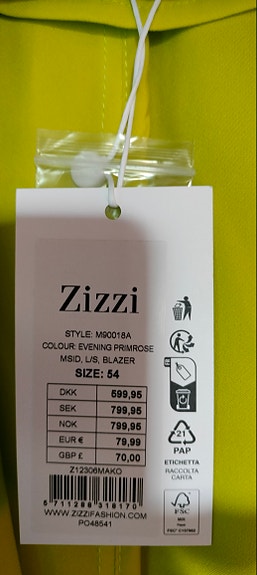 Zizzi
STYLE: M90018A
COLOUR: EVENING PRIMROSE
MSID, L/S, BLAZER
SIZE: 54
DKK 599,95
SEK 799,95
NOK 799,95
EUR € 79,99
GBP £ 70,00
Z12306MAKO
5 711286 318170
WWW.ZIZZIFASHION.COM
PO48541
21
PAP
ETICHETTA
RACCOLTA
CARTA
FSC
MIX